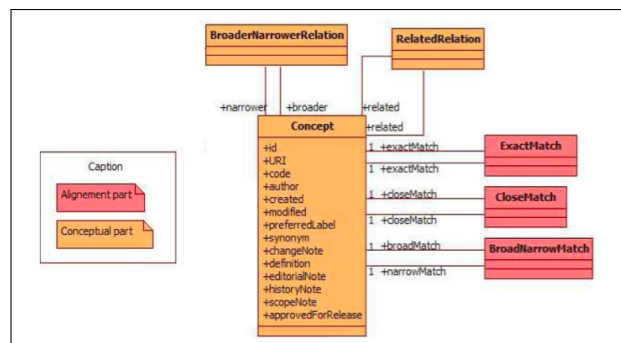 BroaderNarrowerRelation
RelatedRelation
+narrower
+broader
+related
+related
Concept
+id
+URI
+code
+author
+created
+modified
+preferredLabel
+synonym
+changeNote
+definition
+editorialNote
+historyNote
+scopeNote
+approvedForRelease
1 +exactMatch
1 +exactMatch
ExactMatch
1 +closeMatch
1 +closeMatch
CloseMatch
1 +broadMatch
1 +narrowMatch
BroadNarrowMatch
Caption
Alignement part
Conceptual part